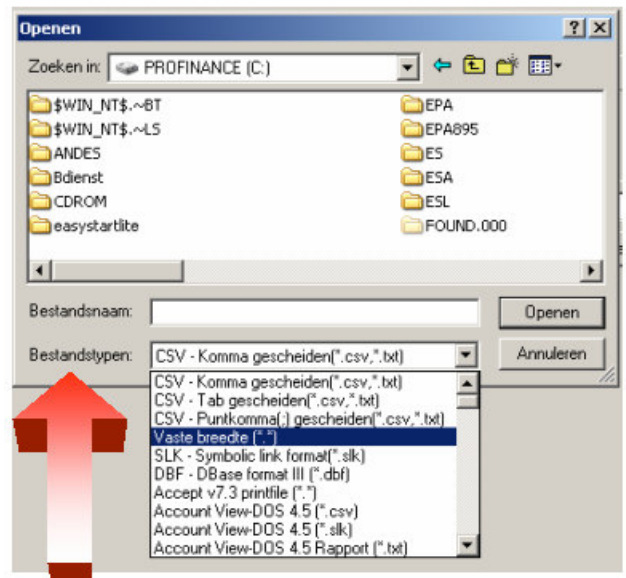 Openen
Zoeken in: PROFINANCE (C:)
$WIN_NT$.~BT
$WIN_NT$.~LS
ANDES
Bdienst
CDROM
easystartlite
EPA
EPA895
ES
ESA
ESL
FOUND.000
Bestandsnaam:
Openen
Bestandstypen: CSV - Komma gescheiden(*.csv,*.txt)
Annuleren
CSV - Komma gescheiden(*.csv,*.txt)
CSV - Tab gescheiden(*.csv,*.txt)
CSV - Puntkomma(;) gescheiden(*.csv,*.txt)
Vaste breedte (*.*)
SLK - Symbolic link format(*.slk)
DBF - DBase format III (*.dbf)
Accept v7.3 printfile (*.*)
Account View-DOS 4.5 (*.csv)
Account View-DOS 4.5 (*.slk)
Account View-DOS 4.5 Rapport (*.txt)